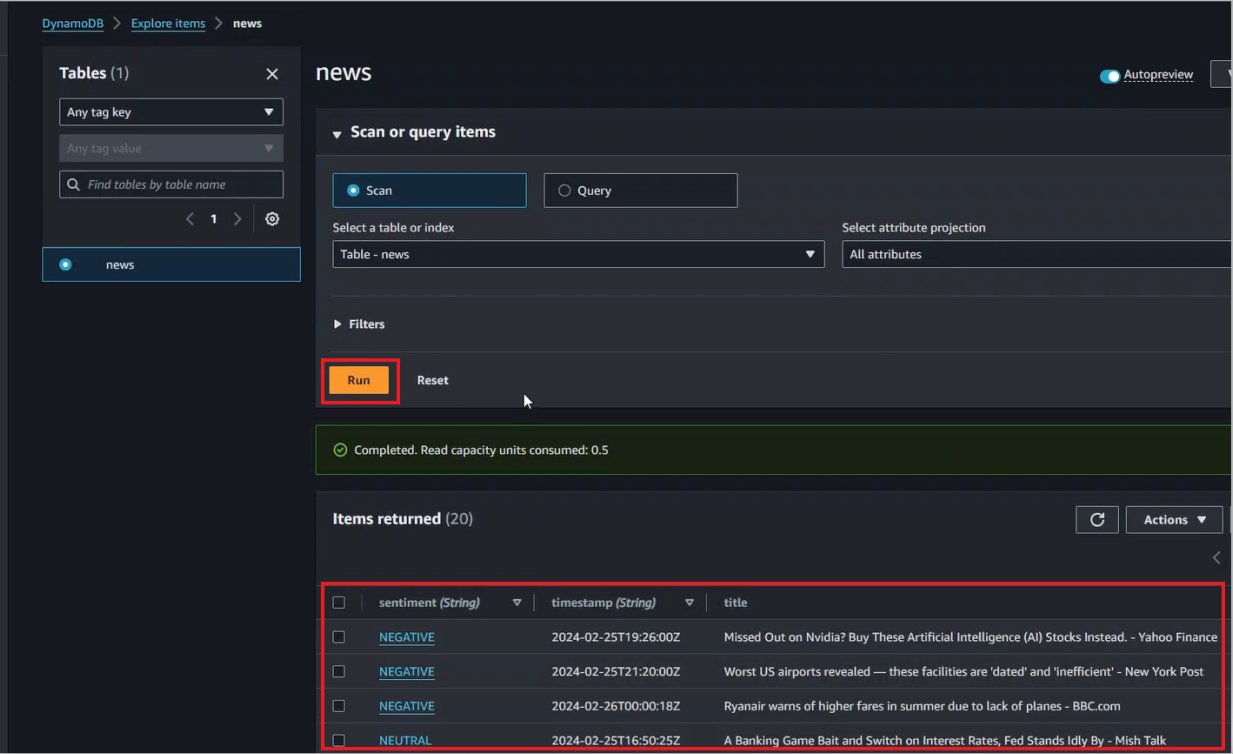 DynamoDB > Explore items > news
Tables (1)
Any tag key
Any tag value
Find tables by table name
1
news
news
Autopreview
Scan or query items
Scan
Query
Select a table or index
Select attribute projection
Table - news
All attributes
Filters
Run
Reset
Completed. Read capacity units consumed: 0.5
Items returned (20)
Actions
sentiment (String) timestamp (String) title
NEGATIVE 2024-02-25T19:26:00Z Missed Out on Nvidia? Buy These Artificial Intelligence (AI) Stocks Instead. - Yahoo Finance
NEGATIVE 2024-02-25T21:20:00Z Worst US airports revealed — these facilities are 'dated' and 'inefficient' - New York Post
NEGATIVE 2024-02-26T00:00:18Z Ryanair warns of higher fares in summer due to lack of planes - BBC.com
NEUTRAL 2024-02-25T16:50:25Z A Banking Game Bait and Switch on Interest Rates, Fed Stands Idly By - Mish Talk